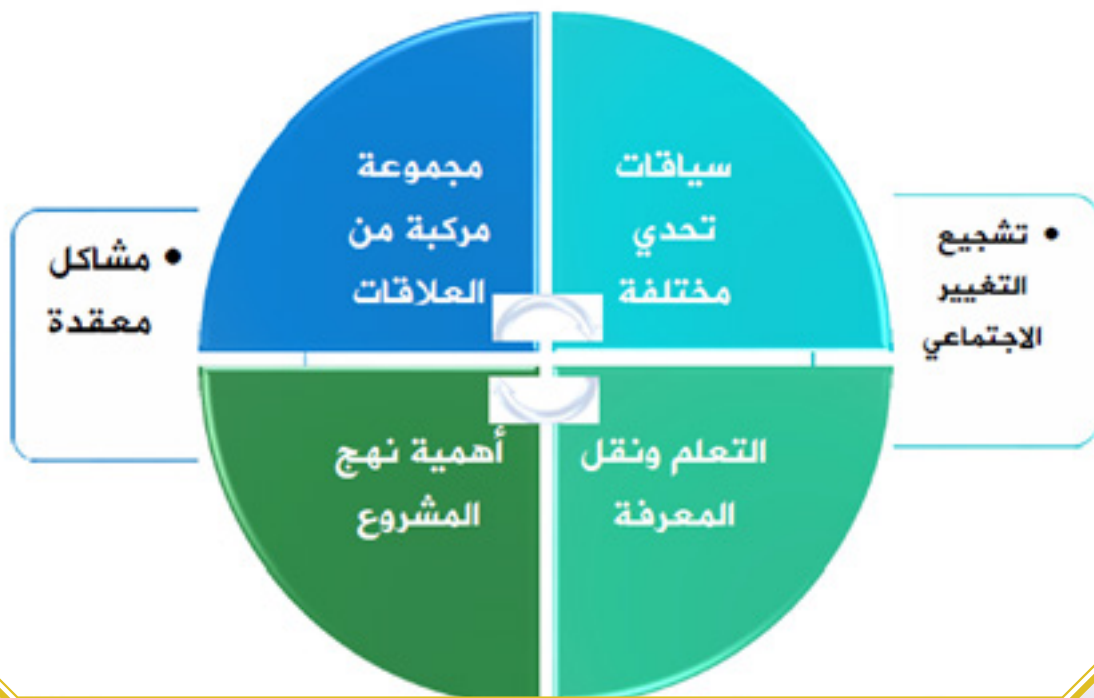 سياقات
تحدي
مختلفة
مجموعة
مركبة من
العلاقات
• تشجيع
التغيير
الاجتماعي
• مشاكل
معقدة
التعلم ونقل
المعرفة
أهمية نهج
المشروع